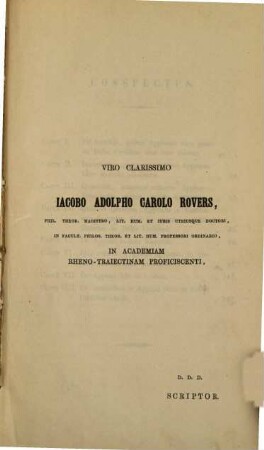 VIRO CLARISSIMO
IACOBO ADOLPHO CAROLO ROVERS,
PHIL. THEOR. MAGISTRO, LIT. HUM. ET IURIS UTRIUSQUE DOCTORI,
IN FACULT. PHILOS. THEOR. ET LIT. HUM. PROFESSORI ORDINARIO,
IN ACADEMIAM
RHENO-TRAIECTINAM PROFICISCENTI,
D. D. D.
SCRIPTOR.